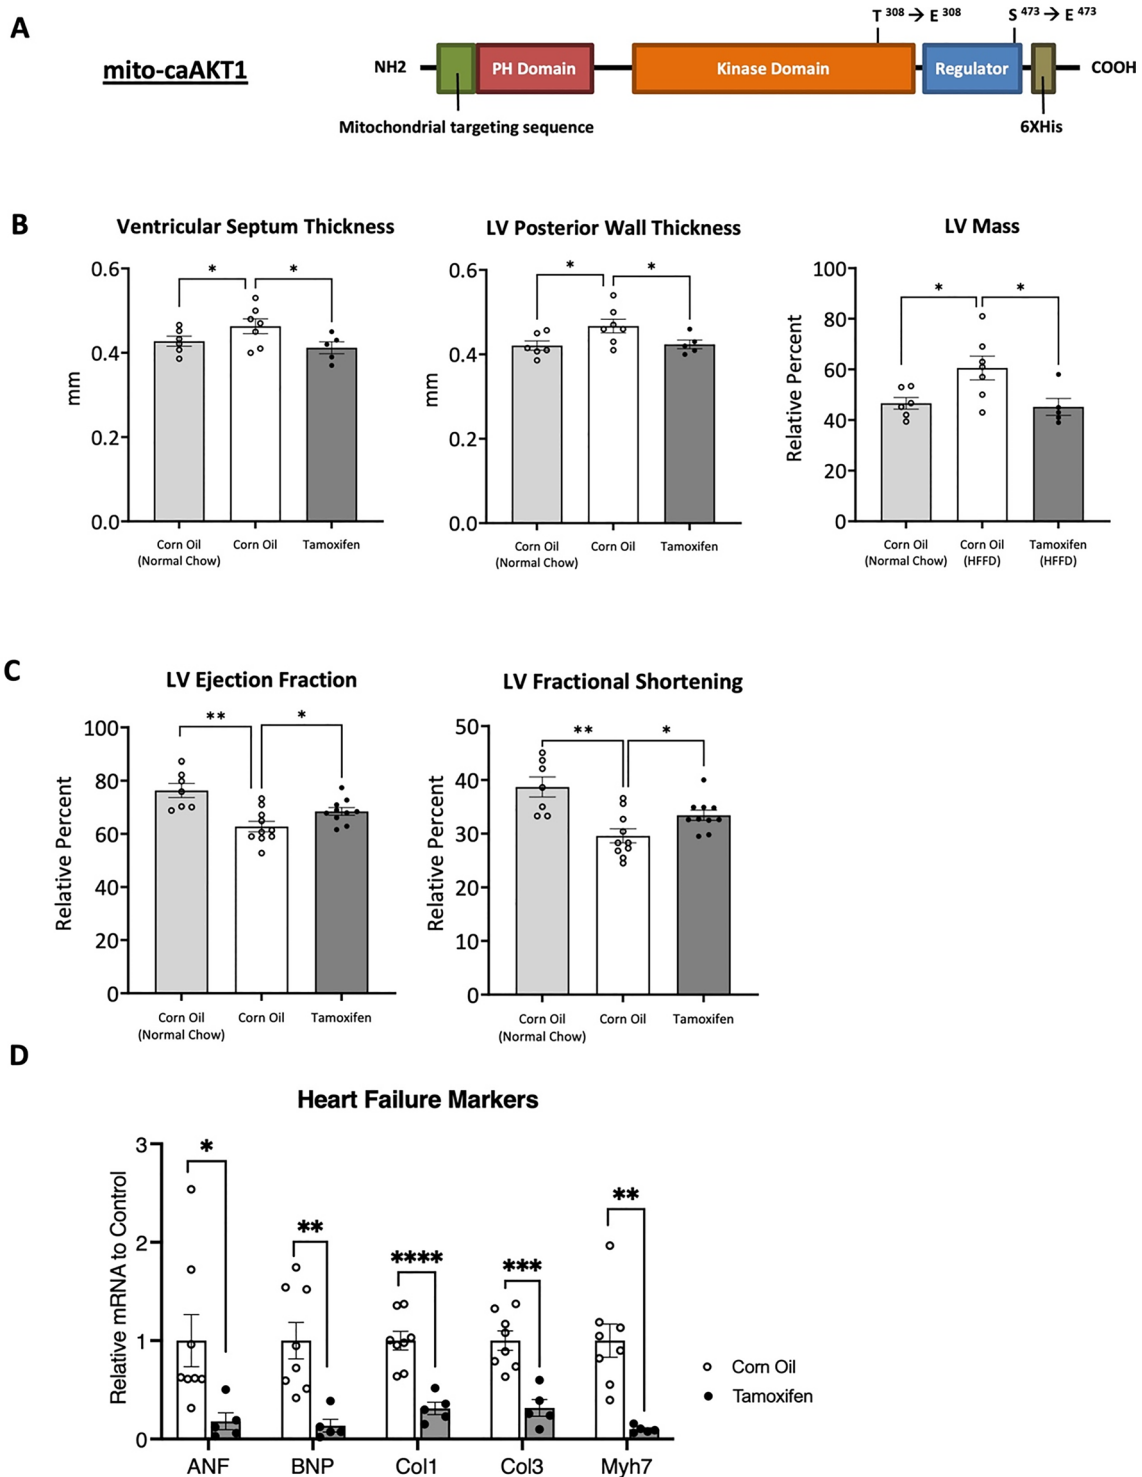 A
mito-caAKT1
T 308 → E 308
S 473 → E 473
NH2
PH Domain
Kinase Domain
Regulator
COOH
Mitochondrial targeting sequence
6XHis
B
Ventricular Septum Thickness
mm
0.6
0.4
0.2
0.0
*
*
Corn Oil
(Normal Chow)
Corn Oil
Tamoxifen
LV Posterior Wall Thickness
mm
0.6
0.4
0.2
0.0
*
*
Corn Oil
(Normal Chow)
Corn Oil
Tamoxifen
LV Mass
Relative Percent
100
80
60
40
20
0
*
*
Corn Oil
(Normal Chow)
Corn Oil
(HFFD)
Tamoxifen
(HFFD)
C
LV Ejection Fraction
Relative Percent
100
80
60
40
20
0
**
*
Corn Oil
(Normal Chow)
Corn Oil
Tamoxifen
LV Fractional Shortening
Relative Percent
50
40
30
20
10
0
**
*
Corn Oil
(Normal Chow)
Corn Oil
Tamoxifen
D
Heart Failure Markers
Relative mRNA to Control
3
2
1
0
*
**
****
***
**
ANF
BNP
Col1
Col3
Myh7
Corn Oil
Tamoxifen